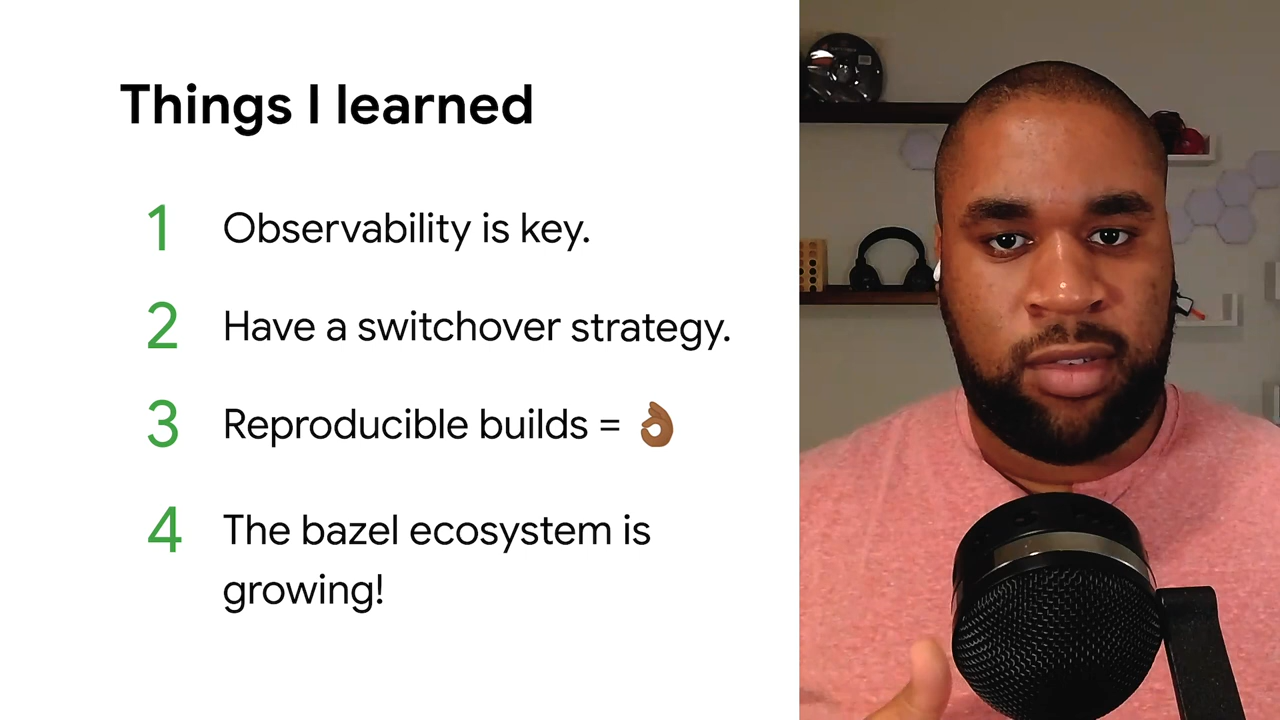 Things I learned
1 Observability is key.
2 Have a switchover strategy.
3 Reproducible builds = 👌🏾
4 The bazel ecosystem is
growing!